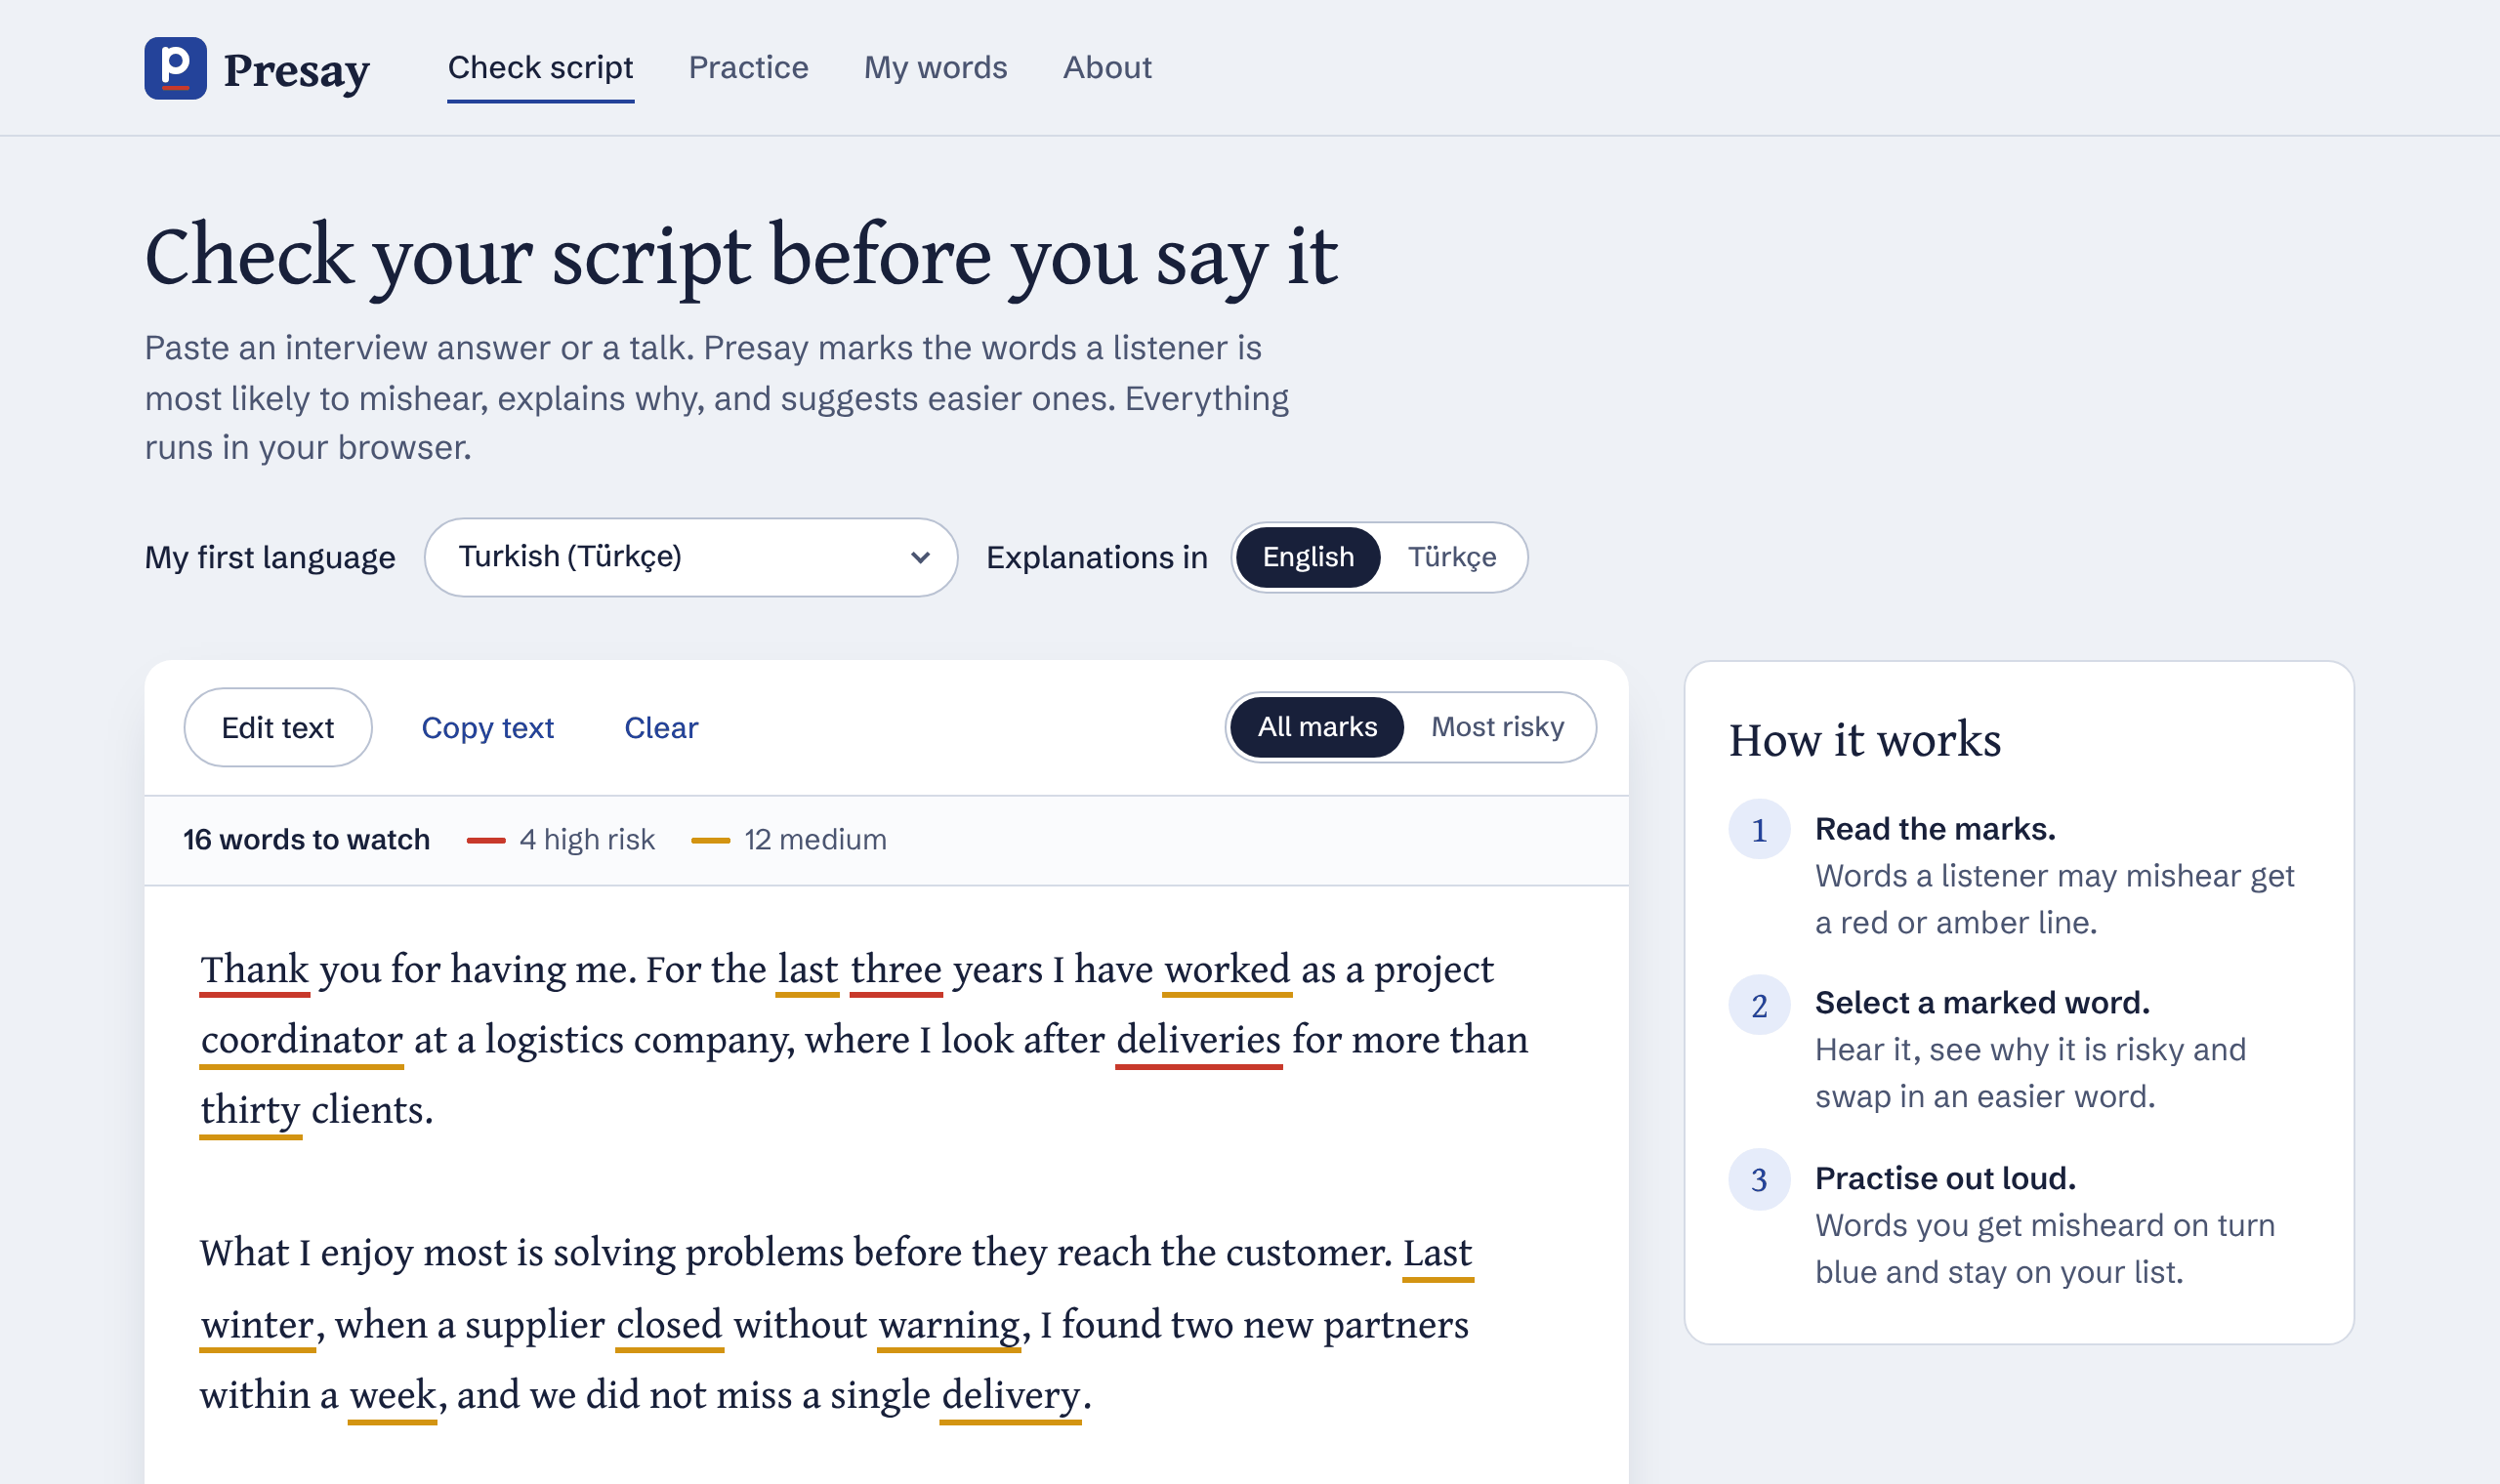 Presay
Check script
Practice
My words
About
Check your script before you say it
Paste an interview answer or a talk. Presay marks the words a listener is
most likely to mishear, explains why, and suggests easier ones. Everything
runs in your browser.
My first language
Turkish (Türkçe)
Explanations in
English
Türkçe
Edit text
Copy text
Clear
All marks
Most risky
16 words to watch
4 high risk
12 medium
Thank you for having me. For the last three years I have worked as a project
coordinator at a logistics company, where I look after deliveries for more than
thirty clients.
What I enjoy most is solving problems before they reach the customer. Last
winter, when a supplier closed without warning, I found two new partners
within a week, and we did not miss a single delivery.
How it works
1
Read the marks.
Words a listener may mishear get
a red or amber line.
2
Select a marked word.
Hear it, see why it is risky and
swap in an easier word.
3
Practise out loud.
Words you get misheard on turn
blue and stay on your list.